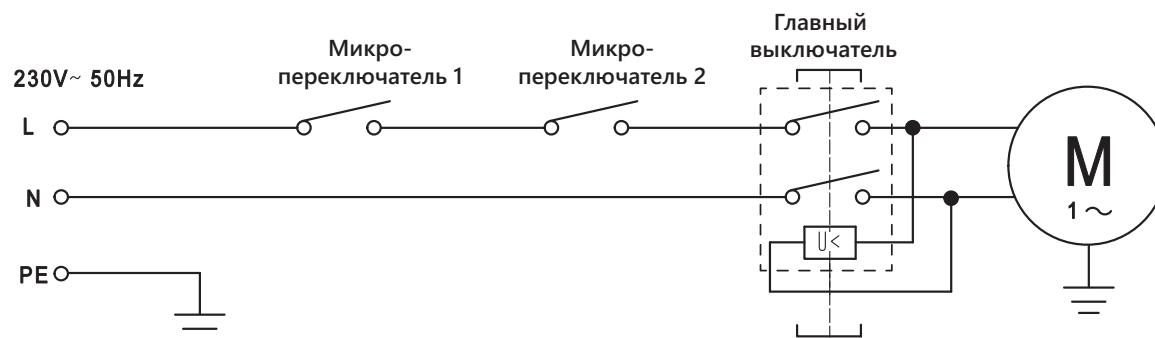 Главный
выключатель
Микро-
переключатель 1
Микро-
переключатель 2
230V~ 50Hz
L
N
PE
U<
M
1~